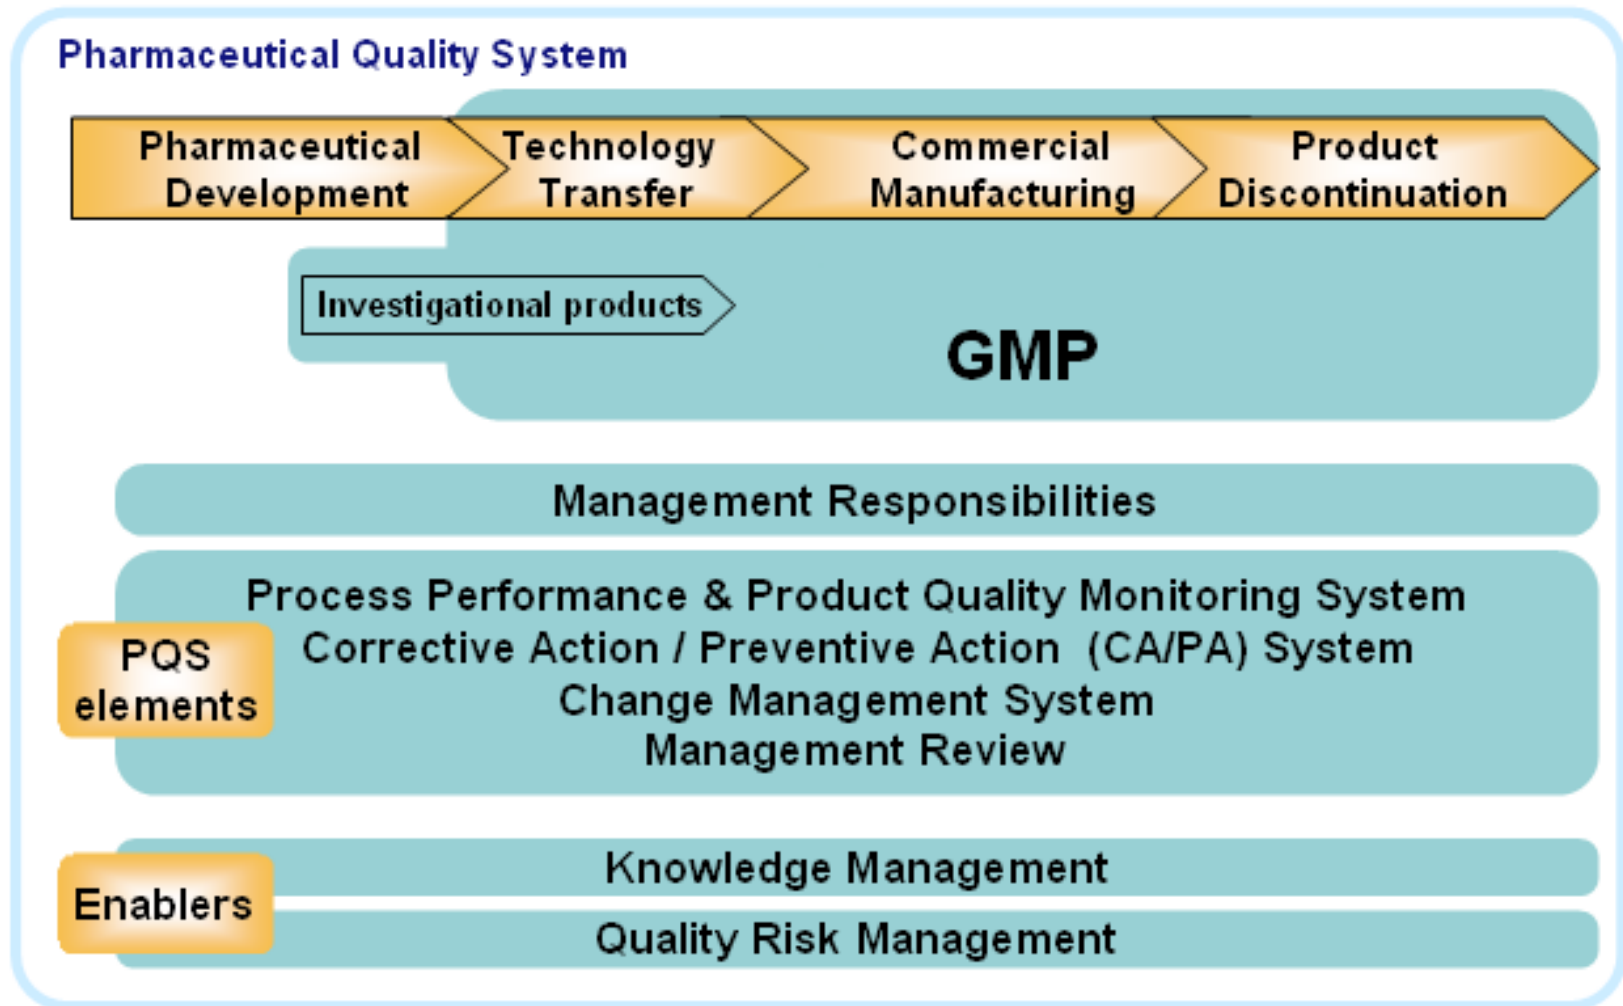 Pharmaceutical Quality System
Pharmaceutical
Development
Technology
Transfer
Commercial
Manufacturing
Product
Discontinuation
Investigational products
GMP
Management Responsibilities
PQS
elements
Process Performance & Product Quality Monitoring System
Corrective Action / Preventive Action (CA/PA) System
Change Management System
Management Review
Enablers
Knowledge Management
Quality Risk Management